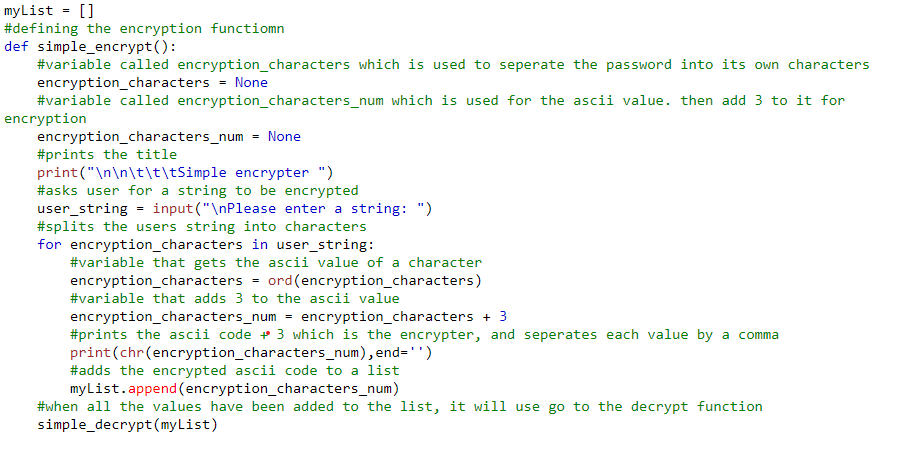 myList = []
#defining the encryption functiomn
def simple_encrypt():
    #variable called encryption_characters which is used to seperate the password into its own characters
    encryption_characters = None
    #variable called encryption_characters_num which is used for the ascii value. then add 3 to it for
encryption
    encryption_characters_num = None
    #prints the title
    print("\n\n\t\t\tSimple encrypter ")
    #asks user for a string to be encrypted
    user_string = input("\nPlease enter a string: ")
    #splits the users string into characters
    for encryption_characters in user_string:
        #variable that gets the ascii value of a character
        encryption_characters = ord(encryption_characters)
        #variable that adds 3 to the ascii value
        encryption_characters_num = encryption_characters + 3
        #prints the ascii code + 3 which is the encrypter, and seperates each value by a comma
        print(chr(encryption_characters_num),end='')
        #adds the encrypted ascii code to a list
        myList.append(encryption_characters_num)
    #when all the values have been added to the list, it will use go to the decrypt function
    simple_decrypt(myList)